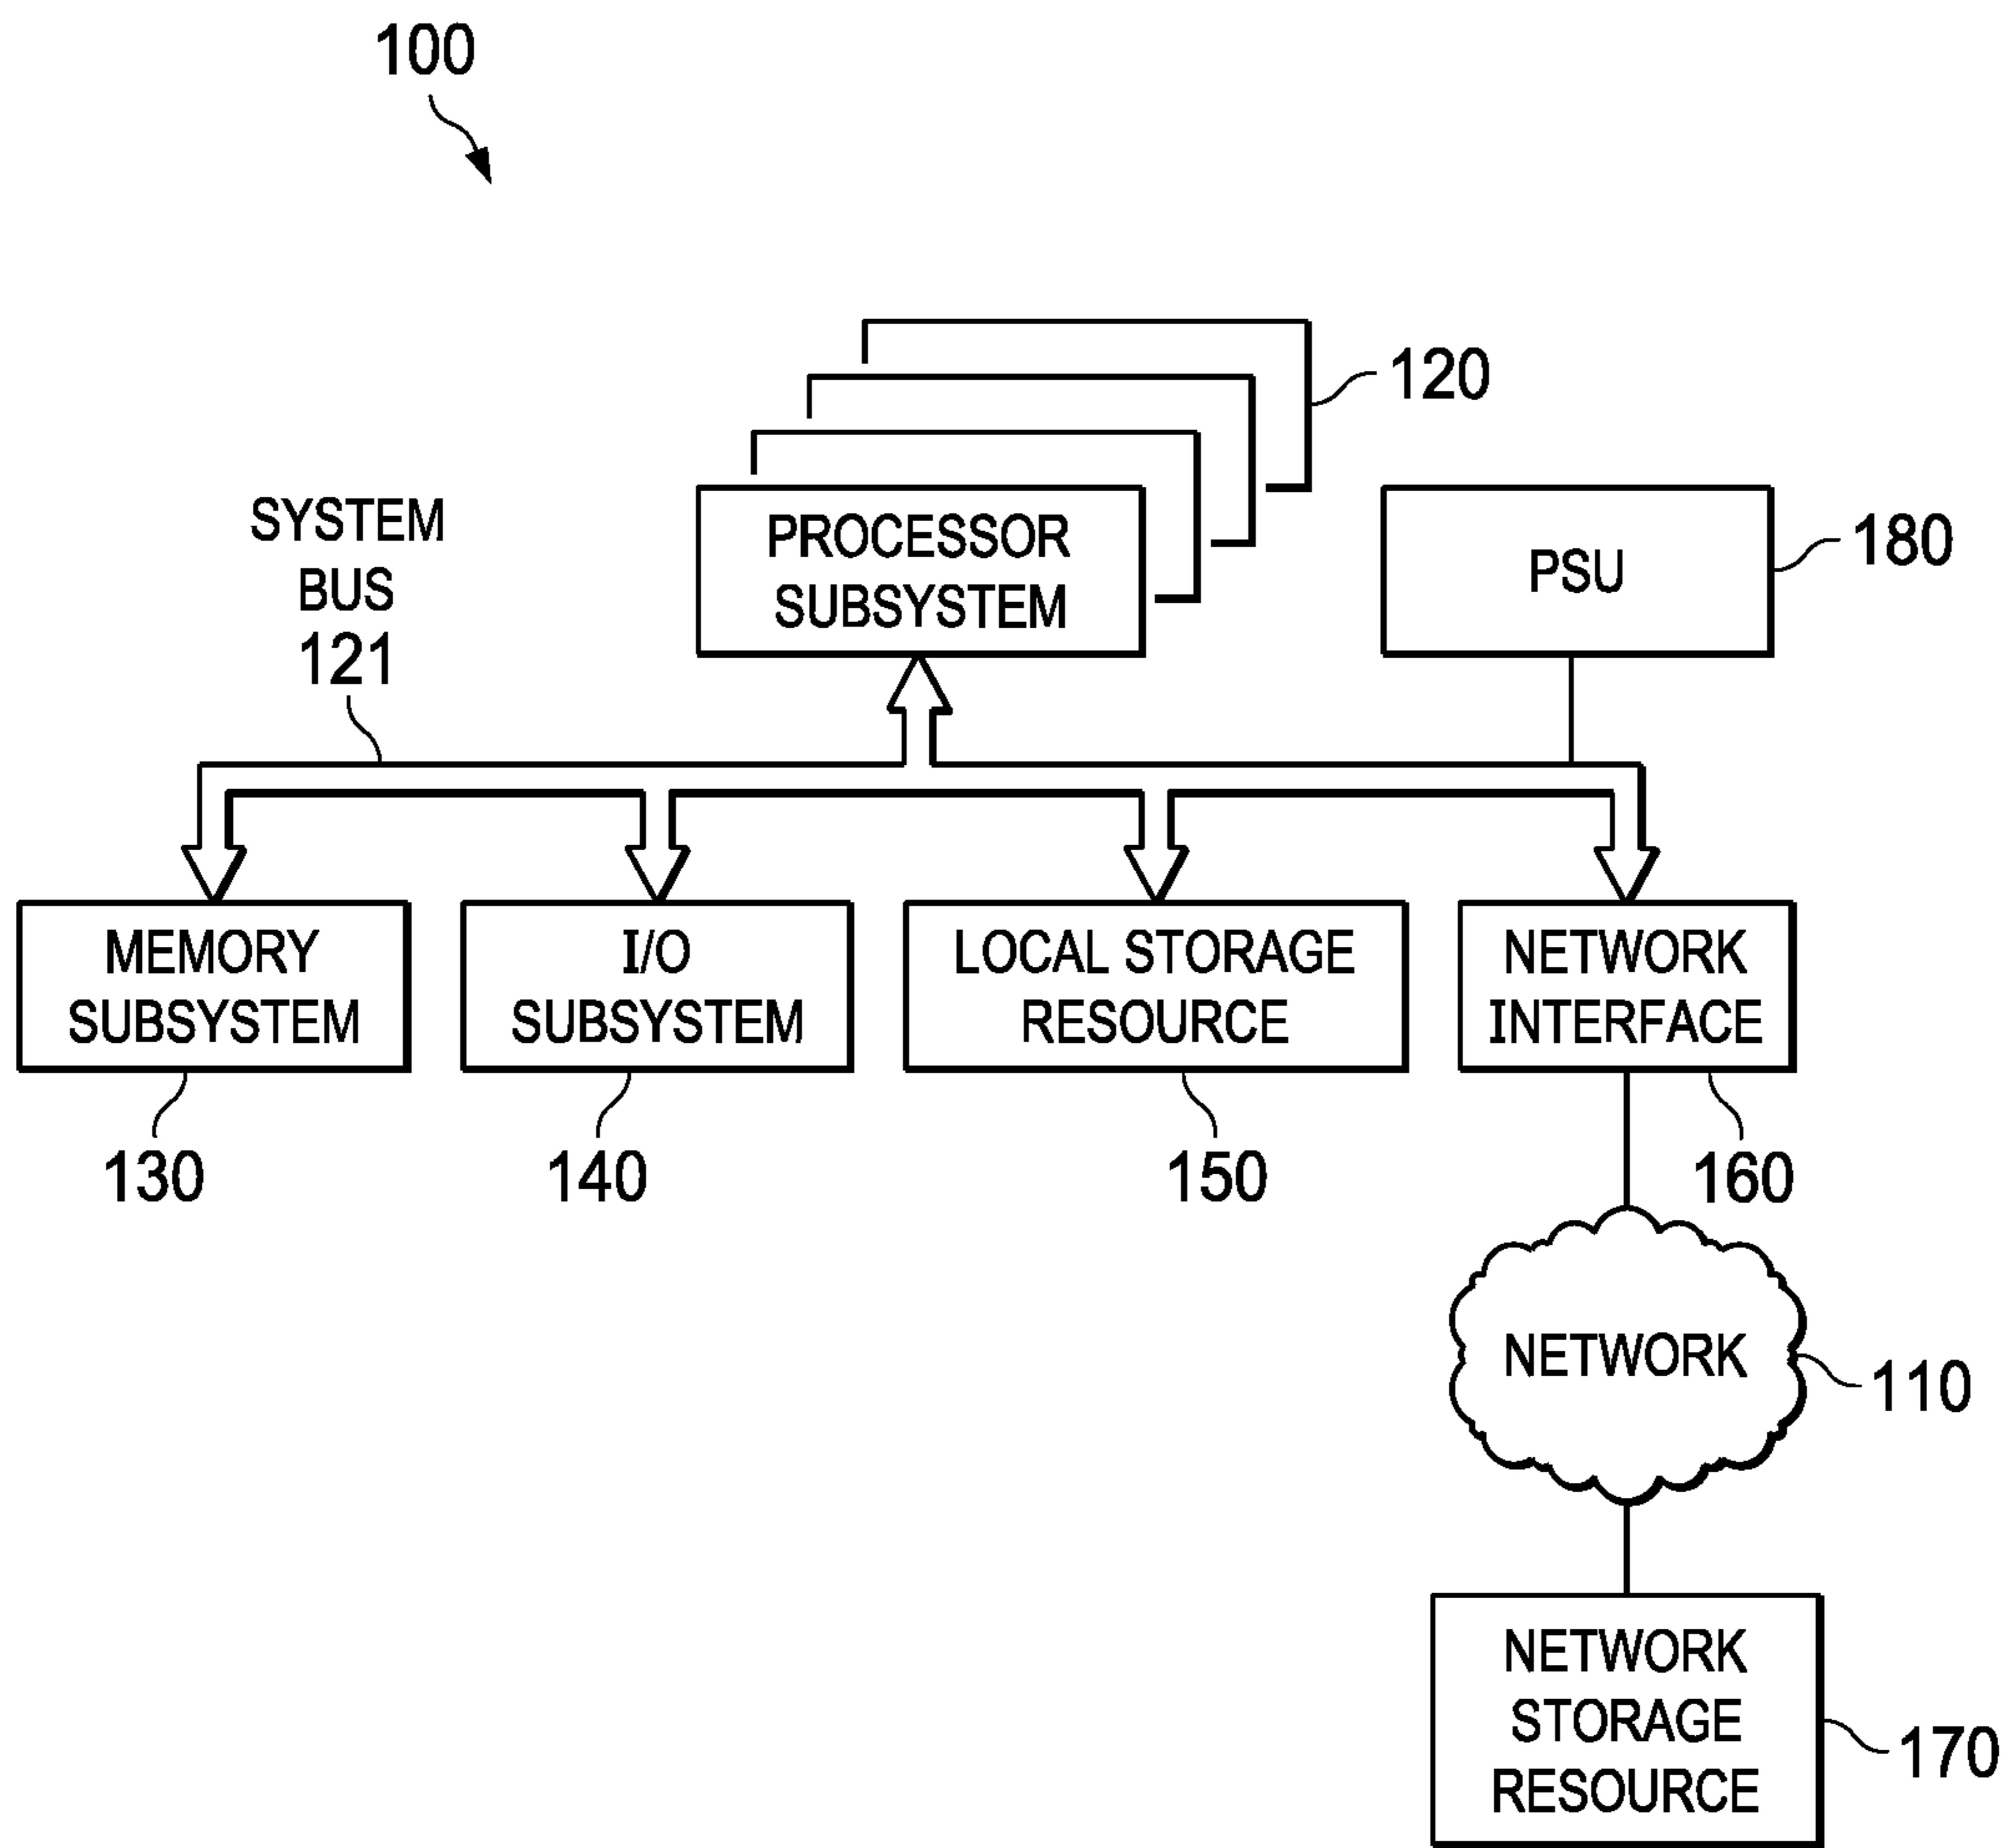 100
120
SYSTEM
BUS
121
PROCESSOR
SUBSYSTEM
PSU
180
MEMORY
SUBSYSTEM
I/O
SUBSYSTEM
LOCAL STORAGE
RESOURCE
NETWORK
INTERFACE
130
140
150
160
NETWORK
110
NETWORK
STORAGE
RESOURCE
170